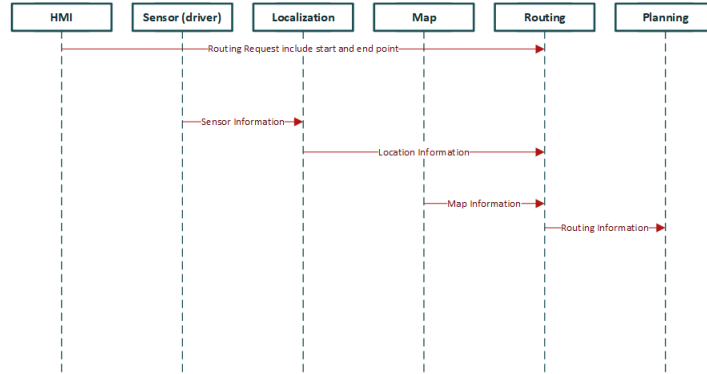 HMI
Sensor (driver)
Localization
Map
Routing
Planning
Routing Request include start and end point
Sensor Information
Location Information
Map Information
Routing Information